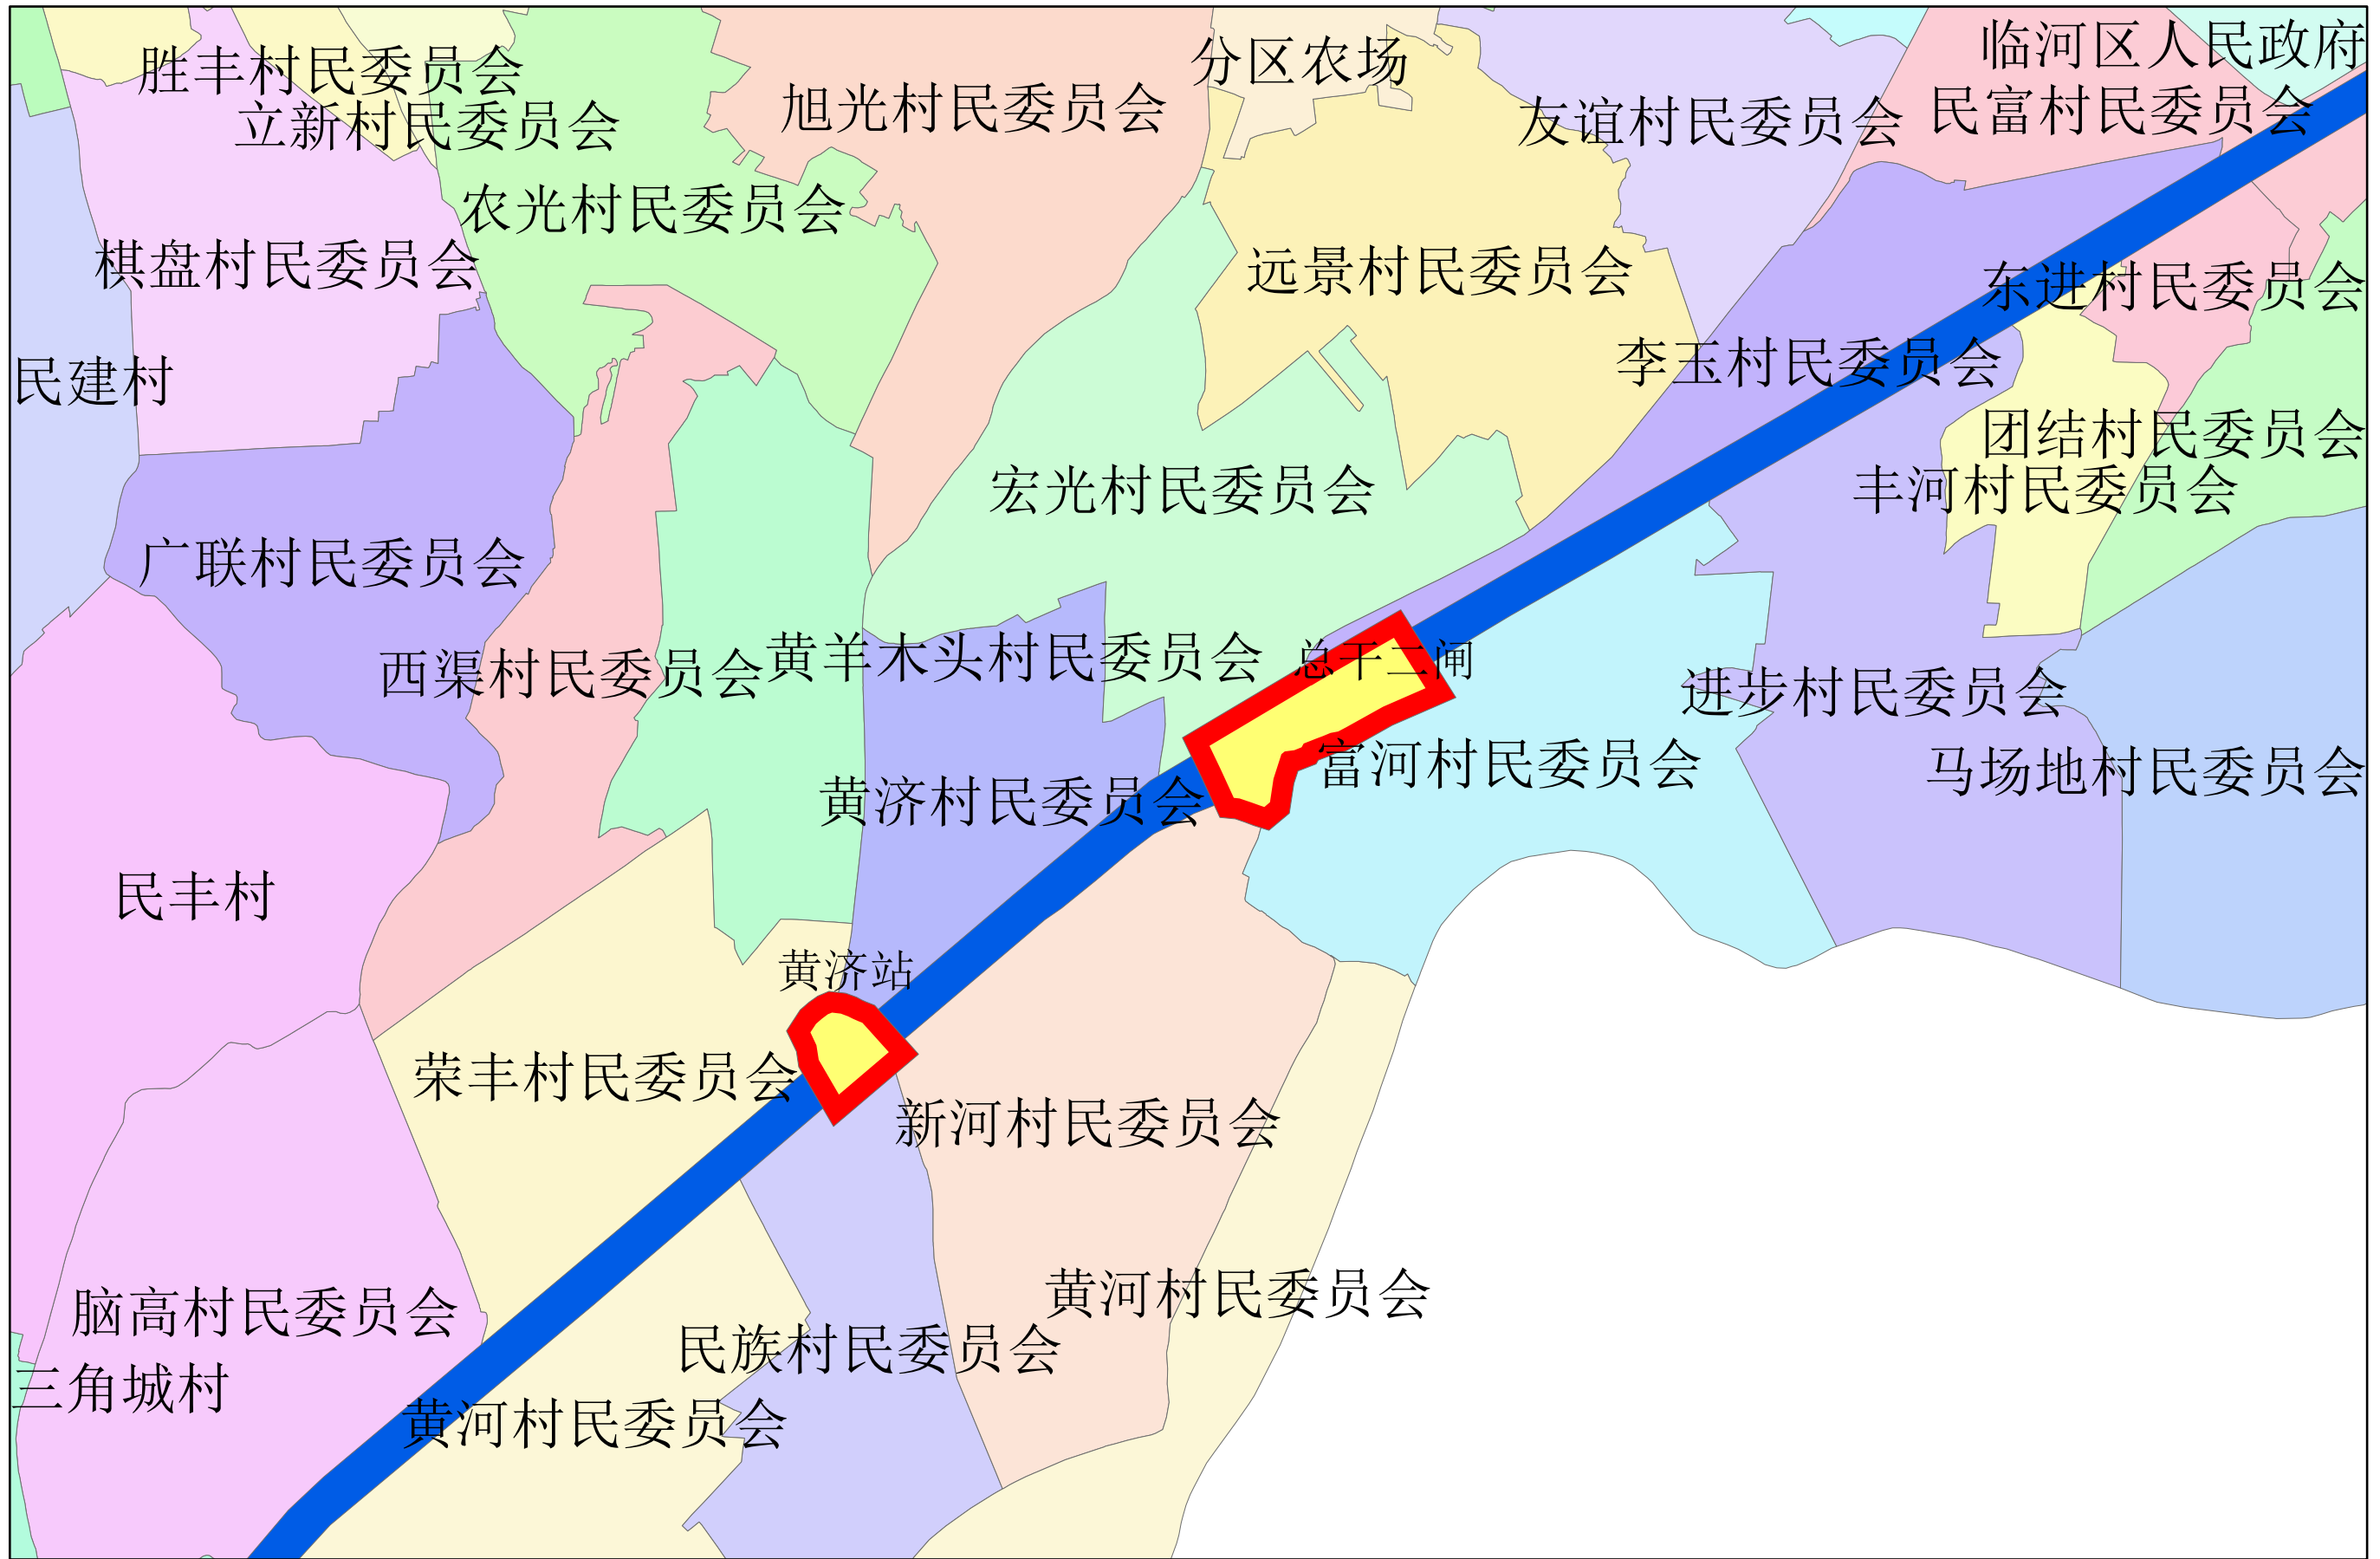 临河区人民政府
分区农场
胜丰村民委员会
旭光村民委员会
民富村民委员会
友谊村民委员会
立新村民委员会
农光村民委员会
棋盘村民委员会
远景村民委员会
东进村民委员会
李玉村民委员会
民建村
团结村民委员会
宏光村民委员会
丰河村民委员会
广联村民委员会
黄羊木头村民委员会
总干二闸
西渠村民委员会
进步村民委员会
富河村民委员会
马场地村民委员会
黄济村民委员会
民丰村
黄济站
荣丰村民委员会
新河村民委员会
黄河村民委员会
脑高村民委员会
民族村民委员会
三角城村
黄河村民委员会